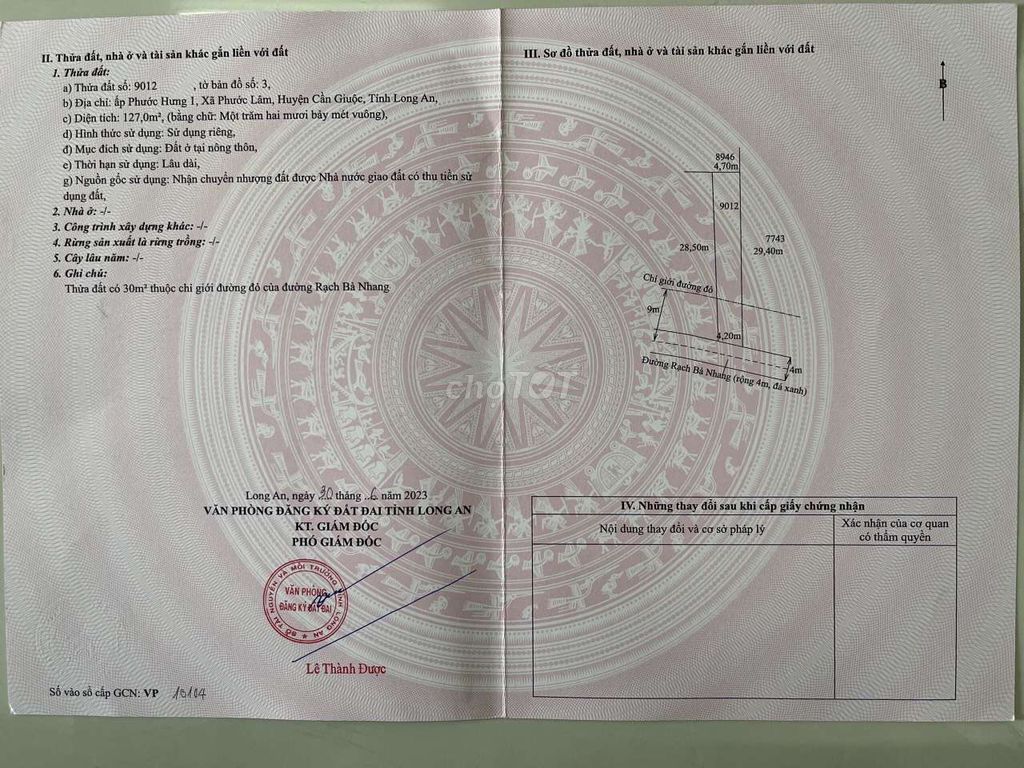 II. Thửa đất, nhà ở và tài sản khác gắn liền với đất
1. Thửa đất:
a) Thửa đất số: 9012 , tờ bản đồ số: 3,
b) Địa chỉ: ấp Phước Hưng 1, Xã Phước Lâm, Huyện Cần Giuộc, Tỉnh Long An,
c) Diện tích: 127,0m², (bằng chữ: Một trăm hai mươi bảy mét vuông),
d) Hình thức sử dụng: Sử dụng riêng,
đ) Mục đích sử dụng: Đất ở tại nông thôn,
e) Thời hạn sử dụng: Lâu dài,
g) Nguồn gốc sử dụng: Nhận chuyển nhượng đất được Nhà nước giao đất có thu tiền sử
dụng đất,
2. Nhà ở: -/-
3. Công trình xây dựng khác: -/-
4. Rừng sản xuất là rừng trồng: -/-
5. Cây lâu năm: -/-
6. Ghi chú:
Thửa đất có 30m² thuộc chỉ giới đường đỏ của đường Rạch Bà Nhang
Long An, ngày 30 tháng 6 năm 2023
VĂN PHÒNG ĐĂNG KÝ ĐẤT ĐAI TỈNH LONG AN
KT. GIÁM ĐỐC
PHÓ GIÁM ĐỐC
SỞ TÀI NGUYÊN VÀ MÔI TRƯỜNG TỈNH LONG AN
VĂN PHÒNG
ĐĂNG KÝ ĐẤT ĐAI
Lê Thành Được
Số vào sổ cấp GCN: VP 15104
III. Sơ đồ thửa đất, nhà ở và tài sản khác gắn liền với đất
B
8946
4,70m
9012
7743
28,50m
29,40m
Chỉ giới đường đỏ
9m
4,20m
4m
Đường Rạch Bà Nhang (rộng 4m, đá xanh)
choTỐT
IV. Những thay đổi sau khi cấp giấy chứng nhận
Nội dung thay đổi và cơ sở pháp lý
Xác nhận của cơ quan
có thẩm quyền